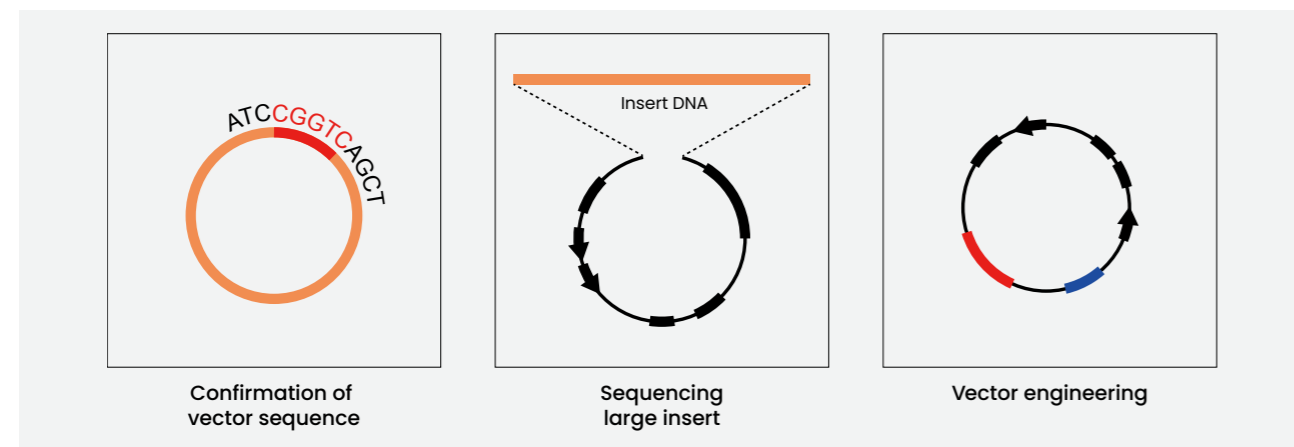 ATCCGGTCAGCT
Insert DNA
Confirmation of
vector sequence
Sequencing
large insert
Vector engineering